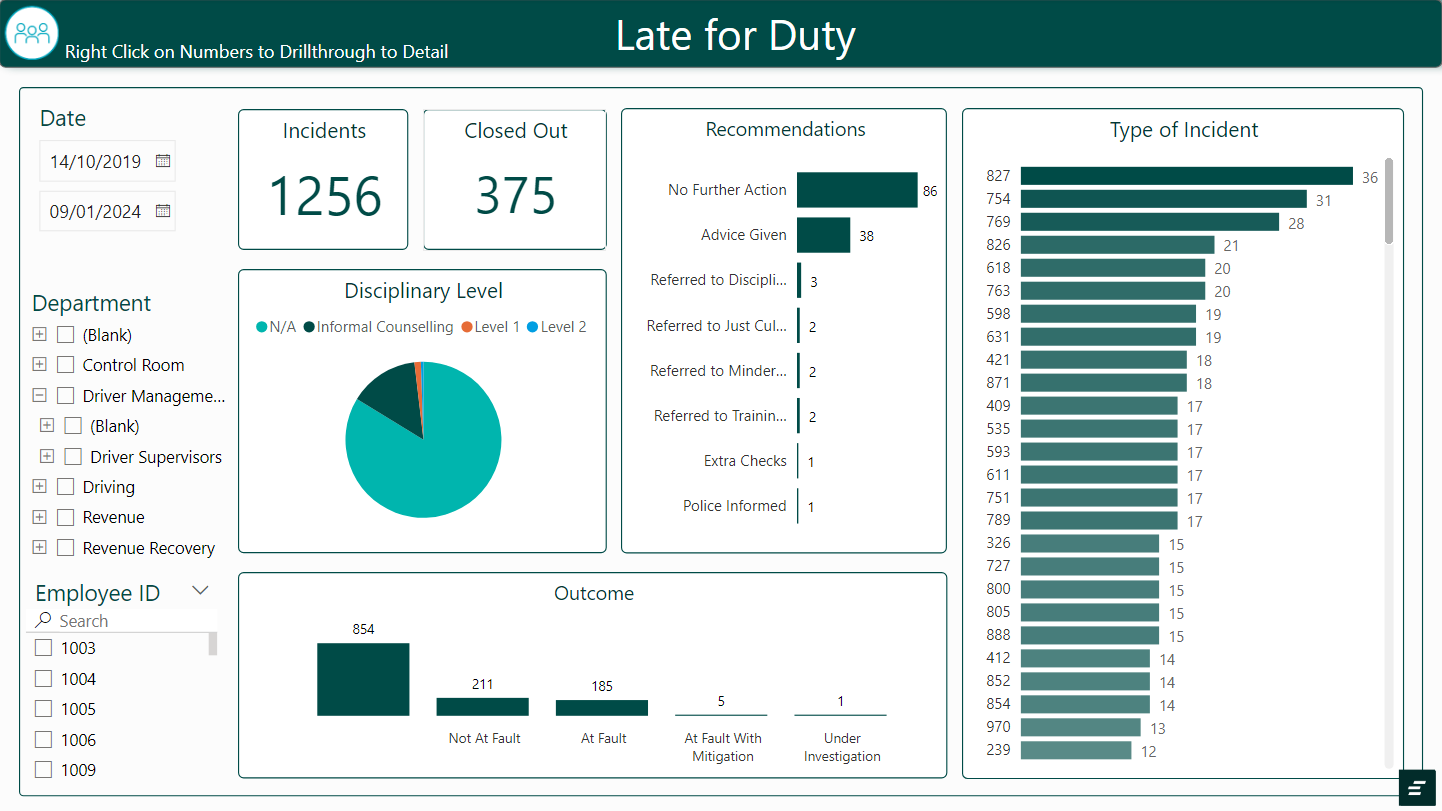 Late for Duty
Right Click on Numbers to Drillthrough to Detail
Date
14/10/2019
09/01/2024
Department
(Blank)
Control Room
Driver Manageme...
(Blank)
Driver Supervisors
Driving
Revenue
Revenue Recovery
Employee ID
Search
1003
1004
1005
1006
1009
Incidents
1256
Closed Out
375
Disciplinary Level
N/A Informal Counselling Level 1 Level 2
Recommendations
No Further Action 86
Advice Given 38
Referred to Discipli... 3
Referred to Just Cul... 2
Referred to Minder... 2
Referred to Trainin... 2
Extra Checks 1
Police Informed 1
Outcome
854
211
185
5
1
Not At Fault
At Fault
At Fault With
Mitigation
Under
Investigation
Type of Incident
827 36
754 31
769 28
826 21
618 20
763 20
598 19
631 19
421 18
871 18
409 17
535 17
593 17
611 17
751 17
789 17
326 15
727 15
800 15
805 15
888 15
412 14
852 14
854 14
970 13
239 12